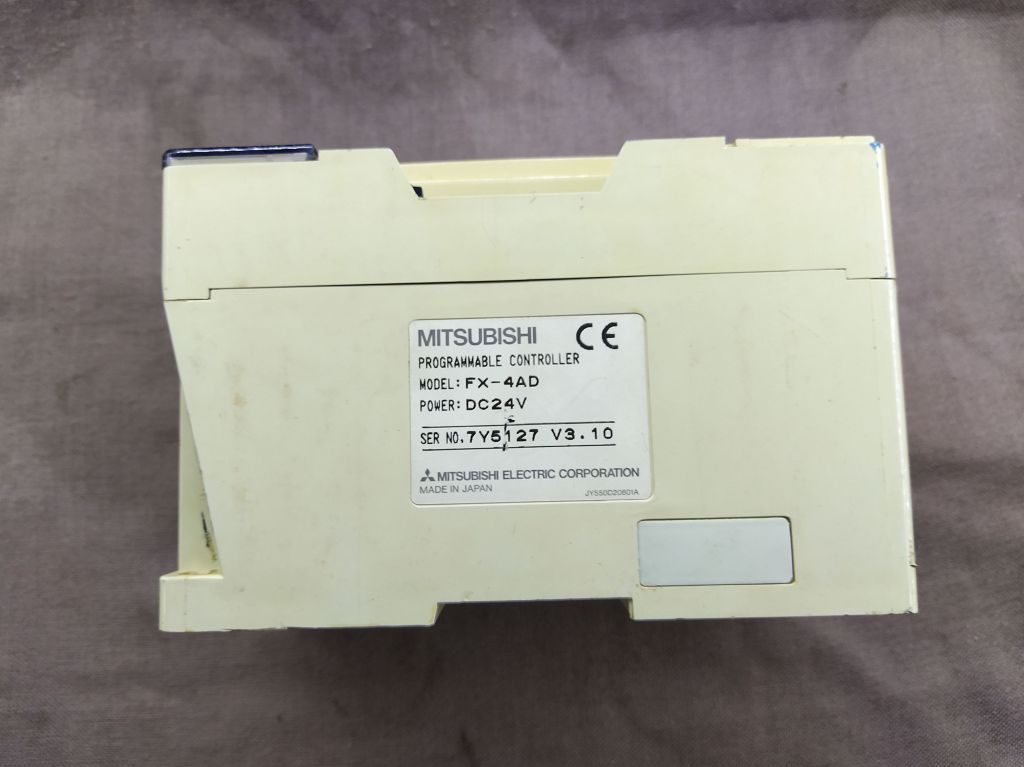 MITSUBISHI CE
PROGRAMMABLE CONTROLLER
MODEL: FX-4AD
POWER: DC24V
SER NO. 7Y5127 V3.10
MITSUBISHI ELECTRIC CORPORATION
MADE IN JAPAN JY550D20601A